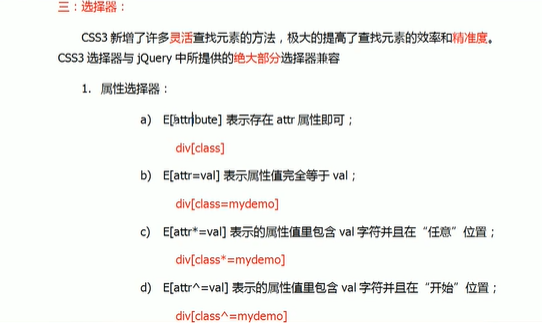 三：选择器：
CSS3 新增了许多灵活查找元素的方法，极大的提高了查找元素的效率和精准度。
CSS3 选择器与 jQuery 中所提供的绝大部分选择器兼容
1. 属性选择器：
a) E[attribute] 表示存在 attr 属性即可；
div[class]
b) E[attr=val] 表示属性值完全等于 val；
div[class=mydemo]
c) E[attr*=val] 表示的属性值里包含 val 字符并且在“任意”位置；
div[class*=mydemo]
d) E[attr^=val] 表示的属性值里包含 val 字符并且在“开始”位置；
div[class^=mydemo]